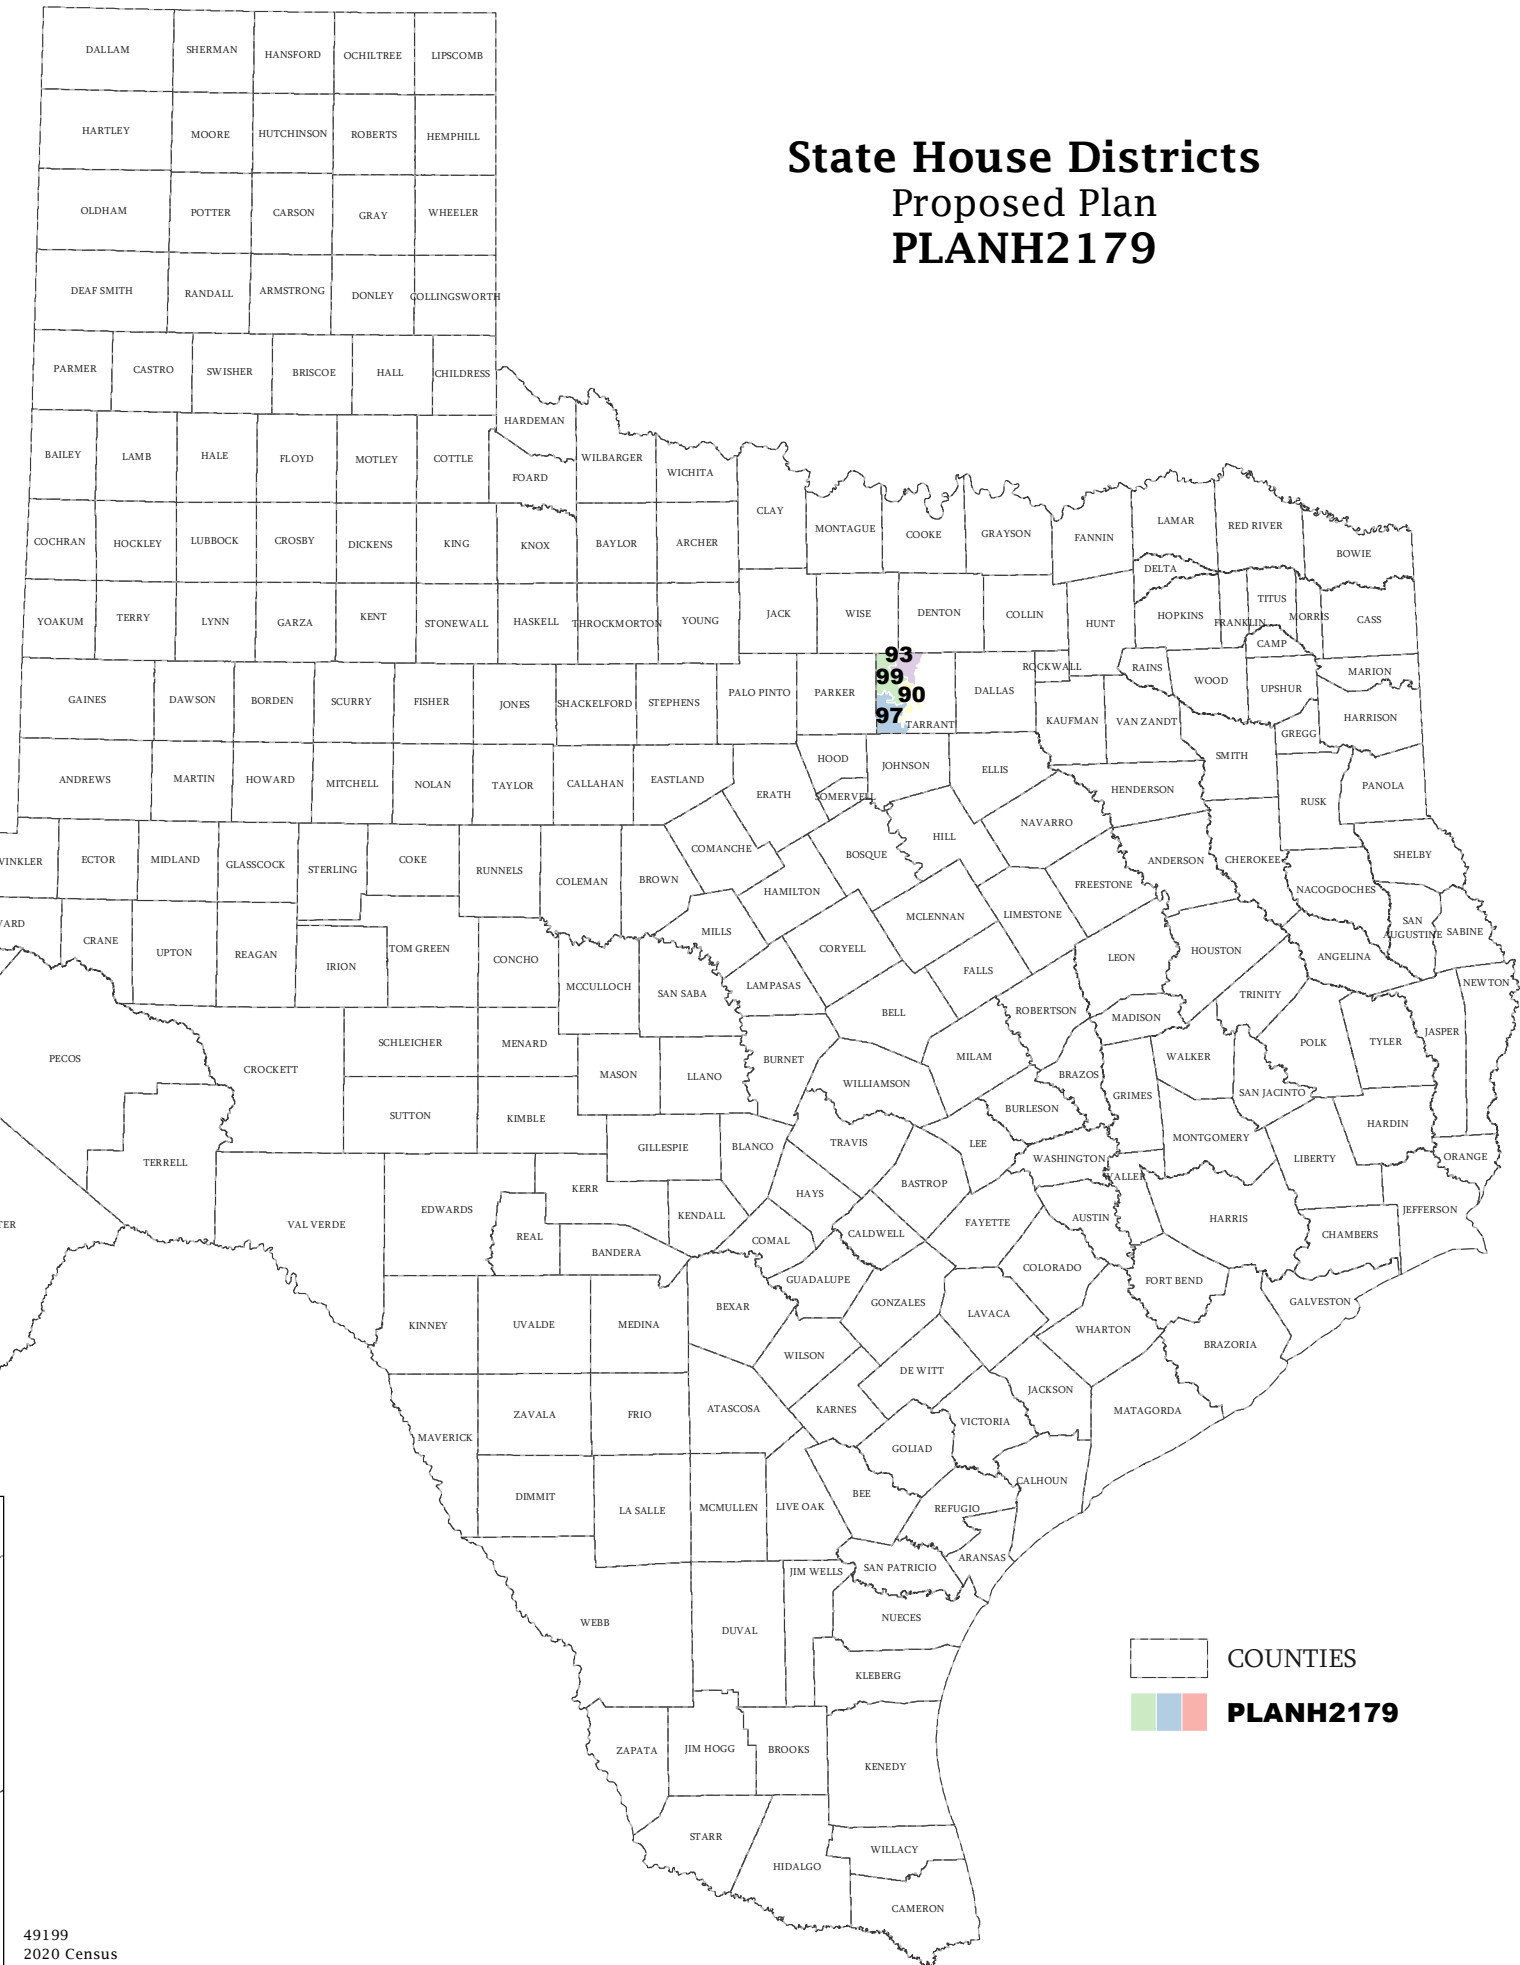 State House Districts
Proposed Plan
PLANH2179
DALLAM SHERMAN HANSFORD OCHILTREE LIPSCOMB
HARTLEY MOORE HUTCHINSON ROBERTS HEMPHILL
OLDHAM POTTER CARSON GRAY WHEELER
DEAF SMITH RANDALL ARMSTRONG DONLEY COLLINGSWORTH
PARMER CASTRO SWISHER BRISCOE HALL CHILDRESS
HARDEMAN
BAILEY LAMB HALE FLOYD MOTLEY COTTLE FOARD WILBARGER WICHITA
CLAY MONTAGUE COOKE GRAYSON FANNIN LAMAR RED RIVER BOWIE
COCHRAN HOCKLEY LUBBOCK CROSBY DICKENS KING KNOX BAYLOR ARCHER
DELTA
YOAKUM TERRY LYNN GARZA KENT STONEWALL HASKELL THROCKMORTON YOUNG JACK WISE DENTON COLLIN HUNT HOPKINS FRANKLIN TITUS MORRIS CASS
CAMP
93
99
90
97
GAINES DAWSON BORDEN SCURRY FISHER JONES SHACKELFORD STEPHENS PALO PINTO PARKER TARRANT DALLAS ROCKWALL RAINS WOOD UPSHUR MARION
KAUFMAN VAN ZANDT GREGG HARRISON
ANDREWS MARTIN HOWARD MITCHELL NOLAN TAYLOR CALLAHAN EASTLAND ERATH HOOD JOHNSON ELLIS HENDERSON SMITH RUSK PANOLA
SOMERVELL
VINKLER ECTOR MIDLAND GLASSCOCK STERLING COKE RUNNELS COLEMAN BROWN COMANCHE BOSQUE HILL NAVARRO ANDERSON CHEROKEE SHELBY
HAMILTON FREESTONE NACOGDOCHES
VARD CRANE UPTON REAGAN IRION TOM GREEN CONCHO MILLS CORYELL MCLENNAN LIMESTONE LEON HOUSTON ANGELINA SAN
AUGUSTINE SABINE
MCCULLOCH SAN SABA LAMPASAS BELL FALLS ROBERTSON MADISON TRINITY NEWTON
PECOS CROCKETT SCHLEICHER MENARD MASON LLANO BURNET WILLIAMSON MILAM BRAZOS WALKER POLK TYLER JASPER
SUTTON KIMBLE BURLESON GRIMES SAN JACINTO
TERRELL GILLESPIE BLANCO TRAVIS LEE WASHINGTON MONTGOMERY LIBERTY HARDIN ORANGE
TER VAL VERDE EDWARDS KERR KENDALL HAYS BASTROP FAYETTE AUSTIN WALLER HARRIS CHAMBERS JEFFERSON
REAL BANDERA COMAL CALDWELL COLORADO
GUADALUPE FORT BEND
KINNEY UVALDE MEDINA BEXAR GONZALES LAVACA WHARTON BRAZORIA GALVESTON
WILSON DE WITT JACKSON
MAVERICK ZAVALA FRIO ATASCOSA KARNES VICTORIA MATAGORDA
GOLIAD
DIMMIT LA SALLE MCMULLEN LIVE OAK BEE REFUGIO CALHOUN
JIM WELLS SAN PATRICIO ARANSAS
WEBB DUVAL NUECES
KLEBERG
ZAPATA JIM HOGG BROOKS KENEDY
STARR HIDALGO WILLACY
CAMERON
COUNTIES
PLANH2179
49199
2020 Census